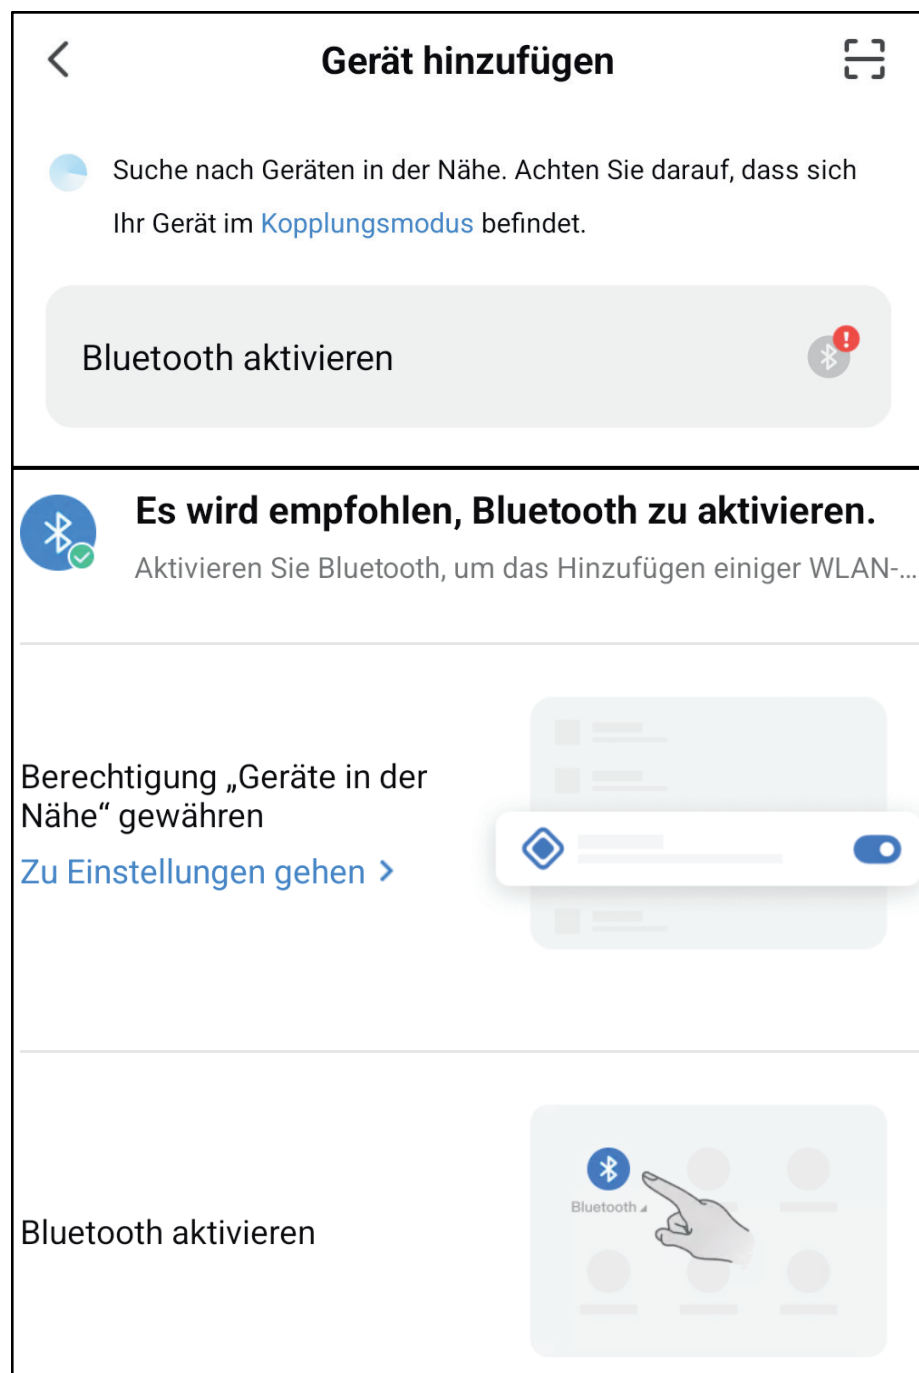 Gerät hinzufügen
Suche nach Geräten in der Nähe. Achten Sie darauf, dass sich
Ihr Gerät im Kopplungsmodus befindet.
Bluetooth aktivieren
Es wird empfohlen, Bluetooth zu aktivieren.
Aktivieren Sie Bluetooth, um das Hinzufügen einiger WLAN-...
Berechtigung „Geräte in der
Nähe“ gewähren
Zu Einstellungen gehen
Bluetooth
Bluetooth aktivieren